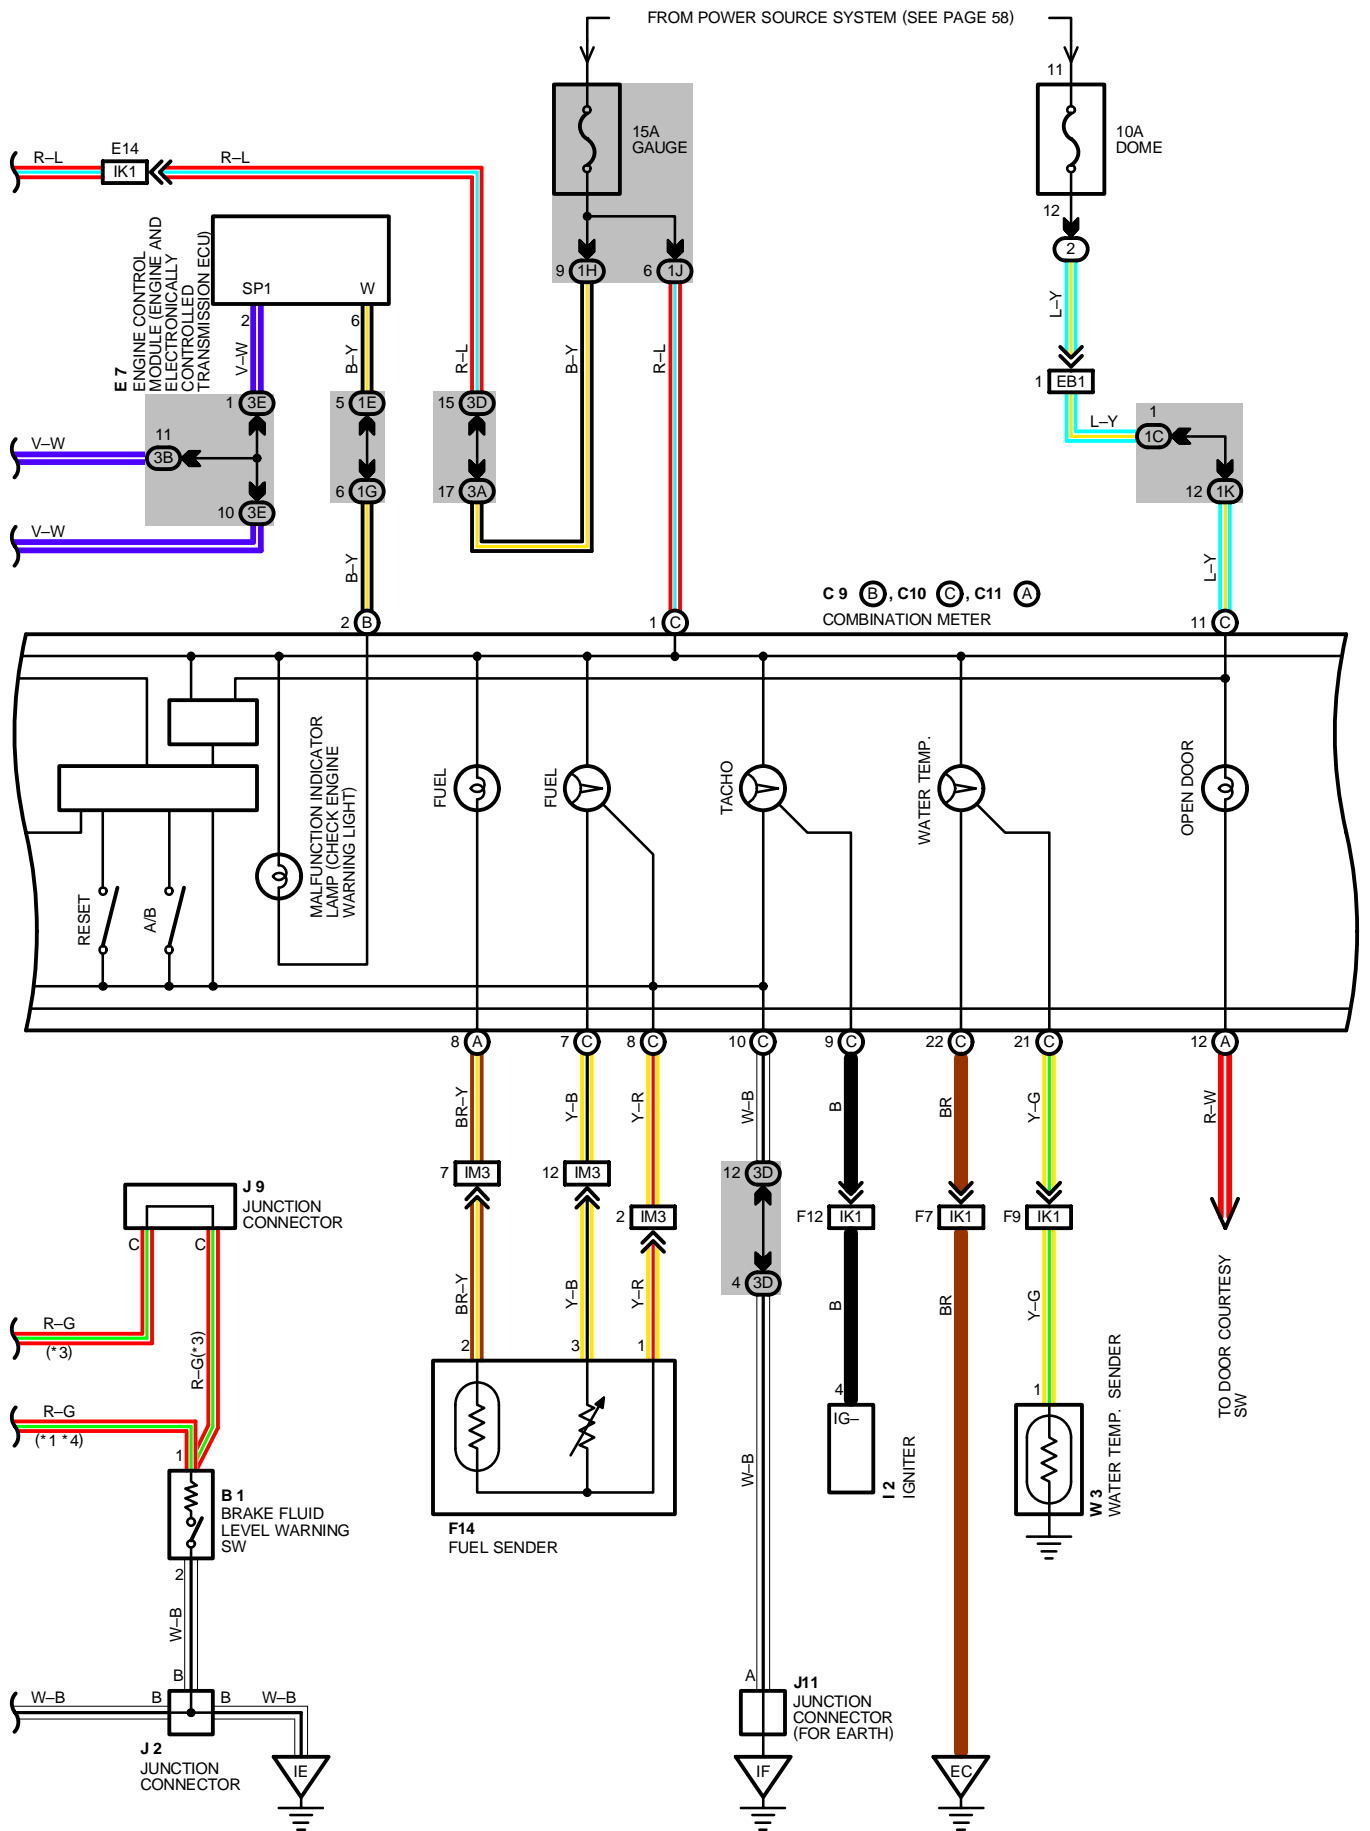 FROM POWER SOURCE SYSTEM (SEE PAGE 58)
11
15A
GAUGE
10A
DOME
R–L
E14
IK1
R–L
12
2
9
1H
6
1J
E 7
ENGINE CONTROL
MODULE (ENGINE AND
ELECTRONICALLY
CONTROLLED
TRANSMISSION ECU)
SP1
W
2
6
V–W
B–Y
R–L
B–Y
R–L
L–Y
1
EB1
1
3E
5
1E
15
3D
L–Y
1
1C
V–W
11
3B
6
1G
17
3A
12
1K
10
3E
V–W
B–Y
L–Y
C 9
B
, C10
C
, C11
A
COMBINATION METER
2
B
1
C
11
C
MALFUNCTION INDICATOR
LAMP (CHECK ENGINE
WARNING LIGHT)
FUEL
FUEL
TACHO
WATER TEMP.
OPEN DOOR
RESET
A/B
8
A
7
C
8
C
10
C
9
C
22
C
21
C
12
A
BR–Y
Y–B
Y–R
W–B
B
BR
Y–G
R–W
7
IM3
12
IM3
12
3D
J 9
JUNCTION
CONNECTOR
2
IM3
F12
IK1
F7
IK1
F9
IK1
C
C
4
3D
BR–Y
Y–B
Y–R
B
BR
Y–G
TO DOOR COURTESY
SW
R–G
(*3)
R–G(*3)
2
3
1
4
1
R–G
(*1 *4)
IG–
1
W–B
I 2
IGNITER
W 3
WATER TEMP. SENDER
B 1
BRAKE FLUID
LEVEL WARNING
SW
F14
FUEL SENDER
2
W–B
B
A
J11
JUNCTION
CONNECTOR
(FOR EARTH)
W–B
B
B
W–B
J 2
JUNCTION
CONNECTOR
IE
IF
EC